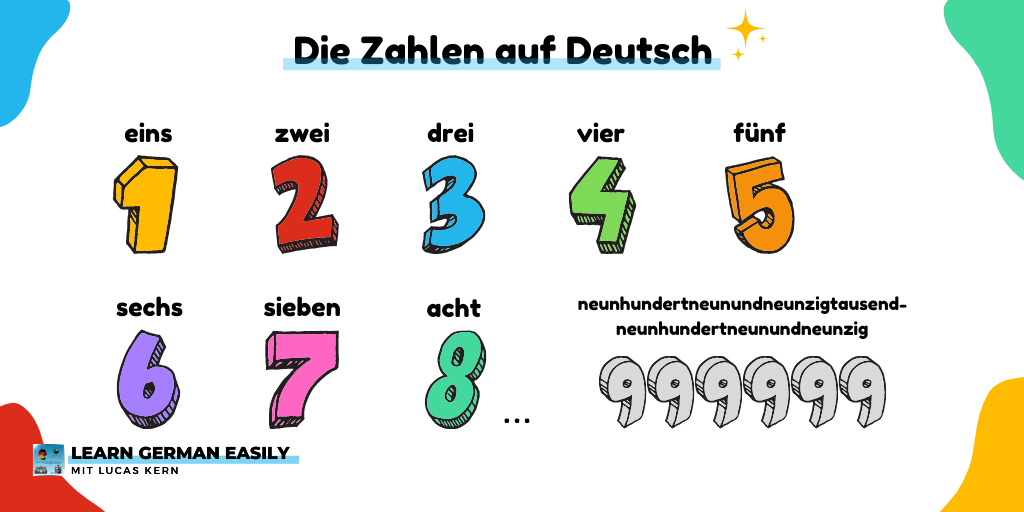 Die Zahlen auf Deutsch
eins zwei drei vier fünf
1 2 3 4 5
sechs sieben acht neunhundertneunundneunzigtausend-
neunhundertneunundneunzig
6 7 8 ... 999999
LEARN GERMAN EASILY
MIT LUCAS KERN